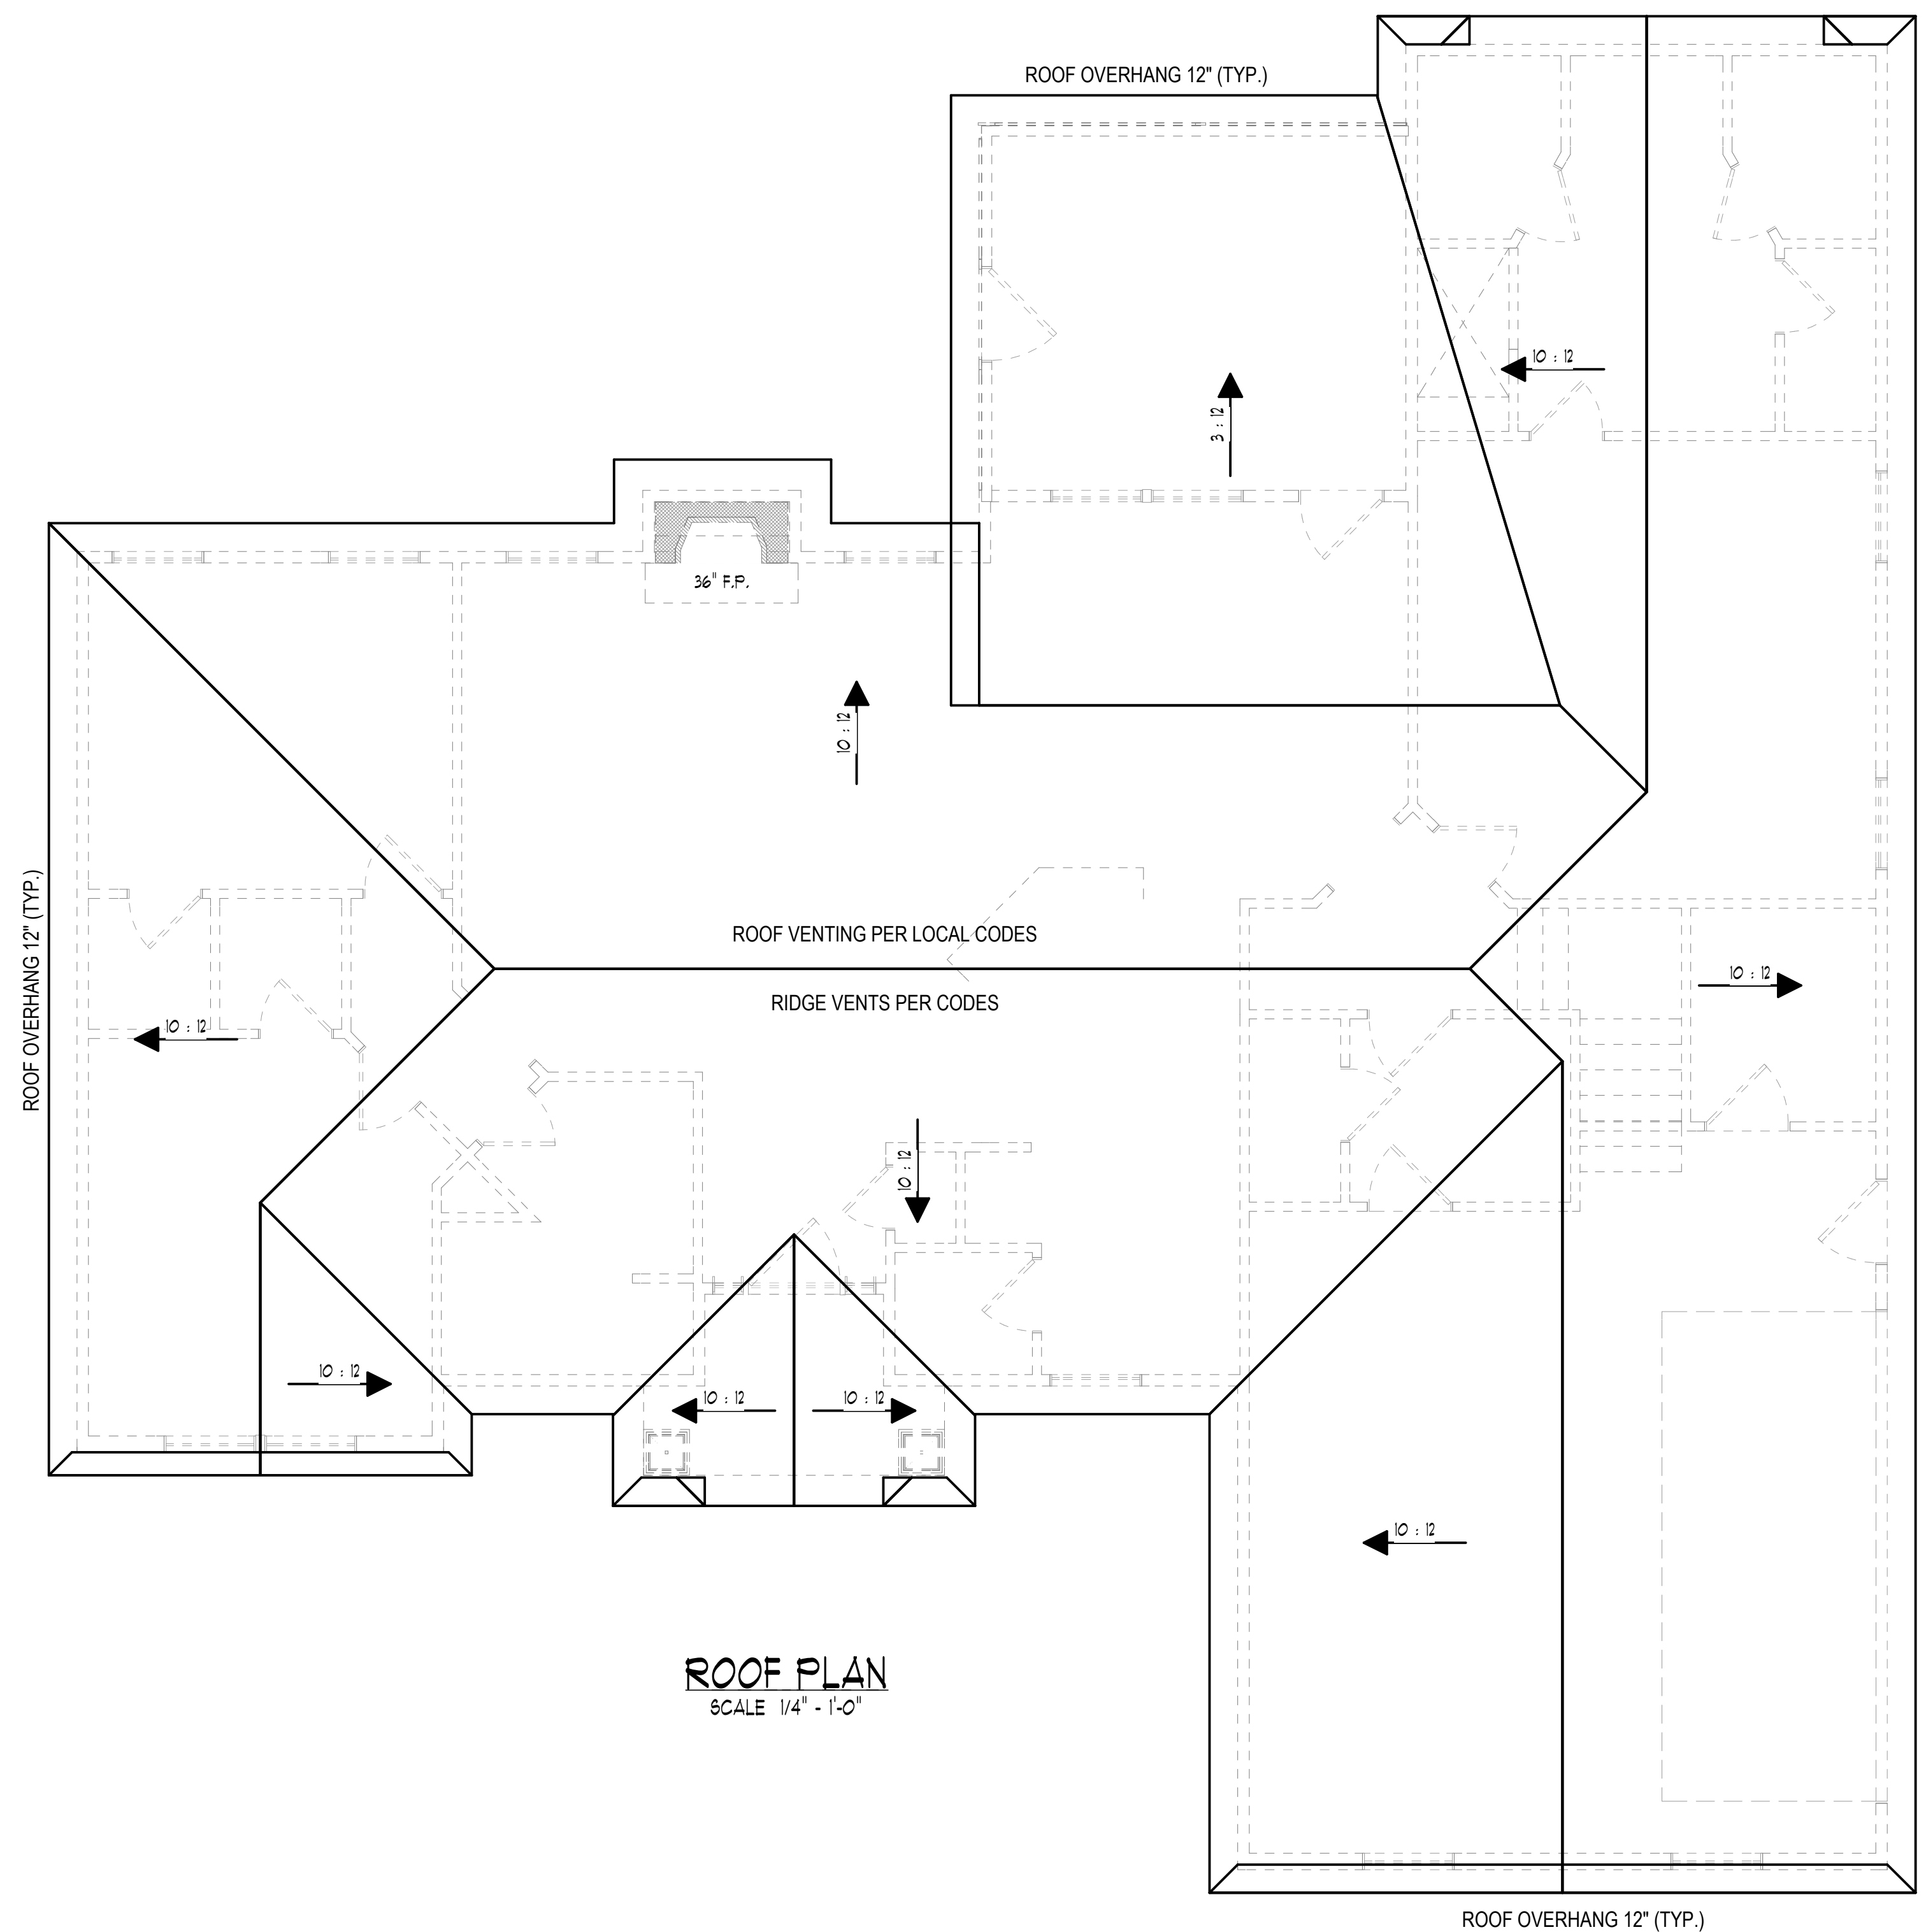 ROOF OVERHANG 12" (TYP.)
10 : 12
3 : 12
36" F.P.
10 : 12
ROOF OVERHANG 12" (TYP.)
ROOF VENTING PER LOCAL CODES
RIDGE VENTS PER CODES
10 : 12
10 : 12
10 : 12
10 : 12
10 : 12
10 : 12
10 : 12
ROOF PLAN
SCALE 1/4" - 1'-0"
ROOF OVERHANG 12" (TYP.)